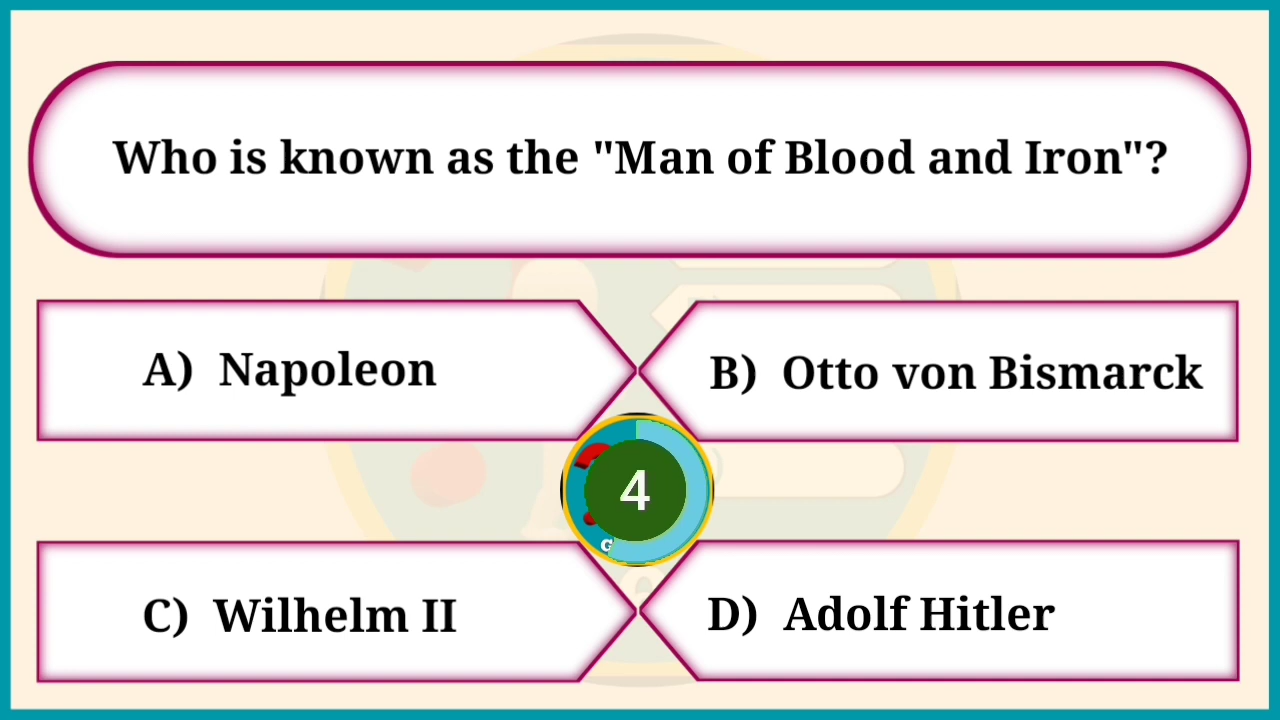 Who is known as the "Man of Blood and Iron"?
A) Napoleon
B) Otto von Bismarck
4
G
C) Wilhelm II
D) Adolf Hitler